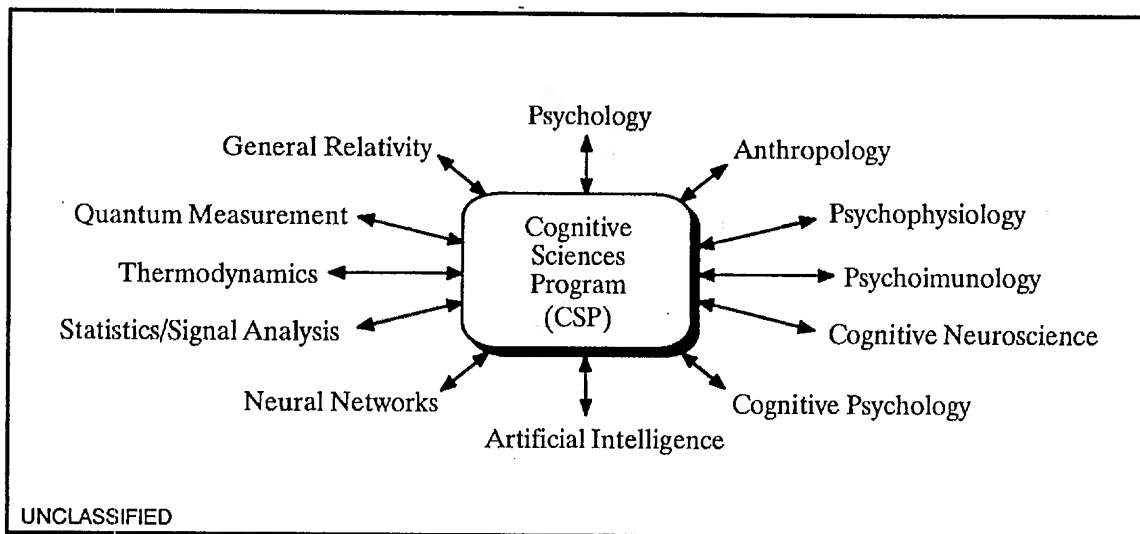 Psychology
General Relativity
Anthropology
Quantum Measurement
Cognitive
Sciences
Program
(CSP)
Psychophysiology
Thermodynamics
Psychoimunology
Statistics/Signal Analysis
Cognitive Neuroscience
Neural Networks
Cognitive Psychology
Artificial Intelligence
UNCLASSIFIED